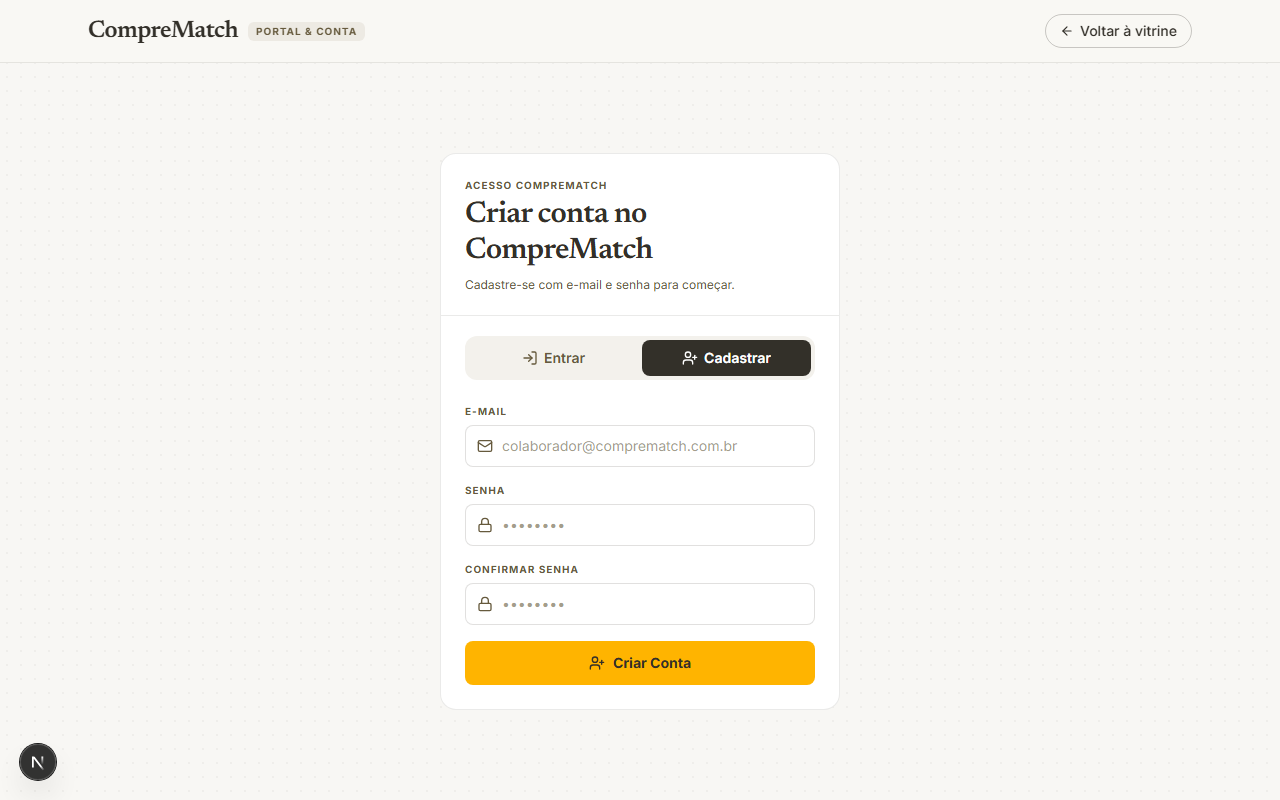 CompreMatch PORTAL & CONTA
Voltar à vitrine
ACESSO COMPREMATCH
Criar conta no
CompreMatch
Cadastre-se com e-mail e senha para começar.
Entrar
Cadastrar
E-MAIL
colaborador@comprematch.com.br
SENHA
••••••••
CONFIRMAR SENHA
••••••••
Criar Conta
N